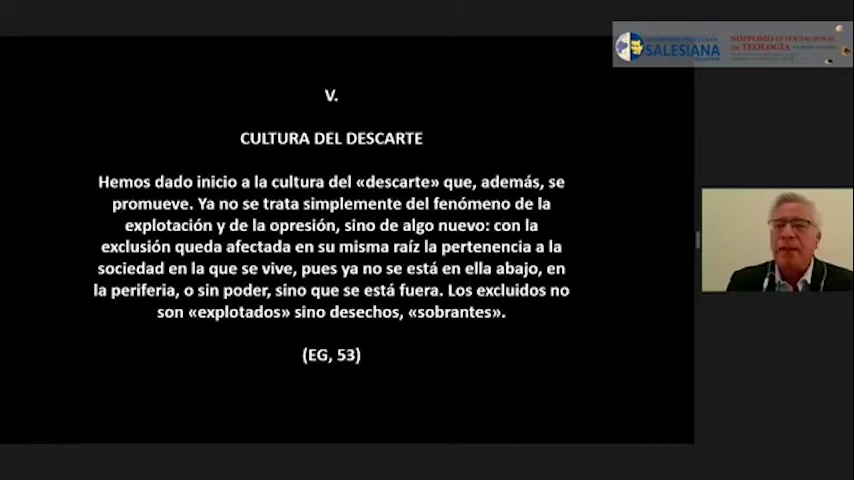 SALESIANA
SIMPOSIO INTERNACIONAL
DE TEOLOGÍA
V.
CULTURA DEL DESCARTE
Hemos dado inicio a la cultura del «descarte» que, además, se
promueve. Ya no se trata simplemente del fenómeno de la
explotación y de la opresión, sino de algo nuevo: con la
exclusión queda afectada en su misma raíz la pertenencia a la
sociedad en la que se vive, pues ya no se está en ella abajo, en
la periferia, o sin poder, sino que se está fuera. Los excluidos no
son «explotados» sino desechos, «sobrantes».
(EG, 53)